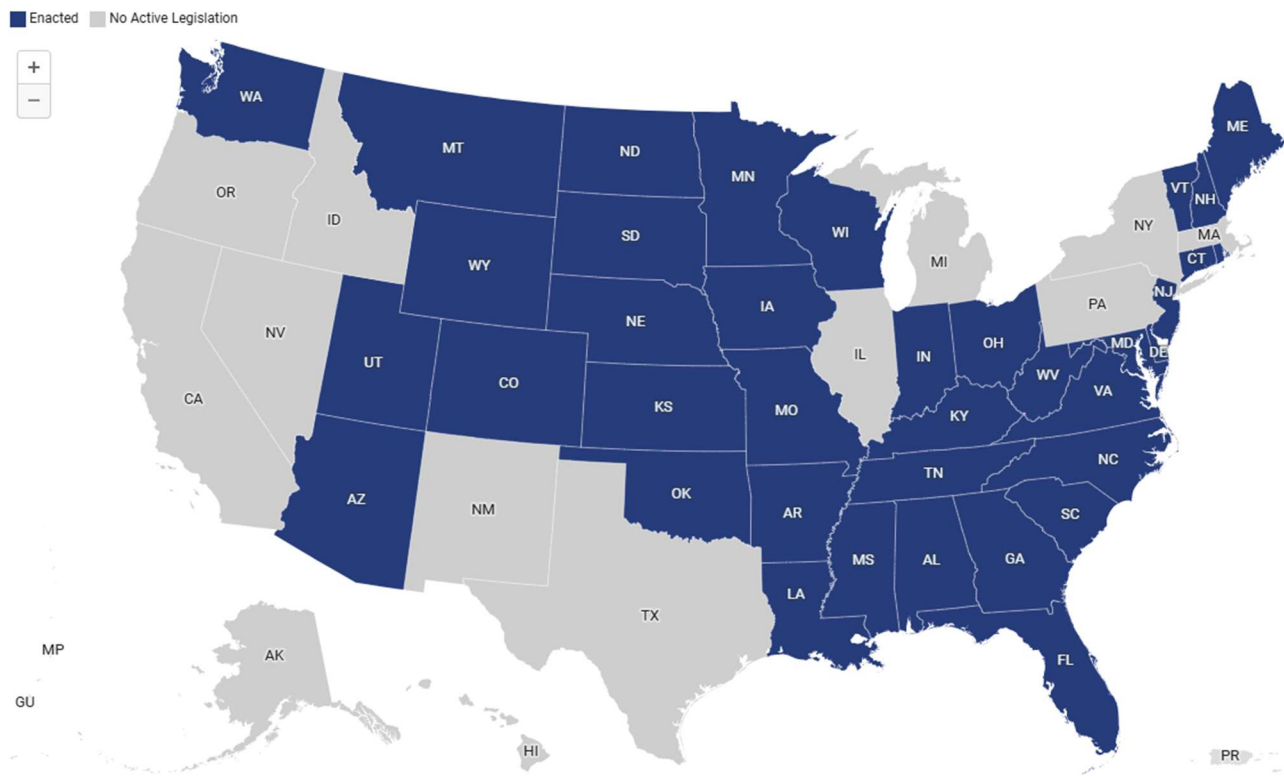 Enacted No Active Legislation
+
−
WA
ME
MT
ND
MN
VT
NH
OR
ID
SD
WI
NY
MA
WY
MI
CT
IA
NJ
NE
PA
NV
OH
IL
IN
MD
DE
UT
CO
WV
CA
KS
MO
VA
KY
NC
TN
AZ
OK
NM
AR
SC
MS
AL
GA
LA
TX
MP
AK
FL
GU
HI
PR